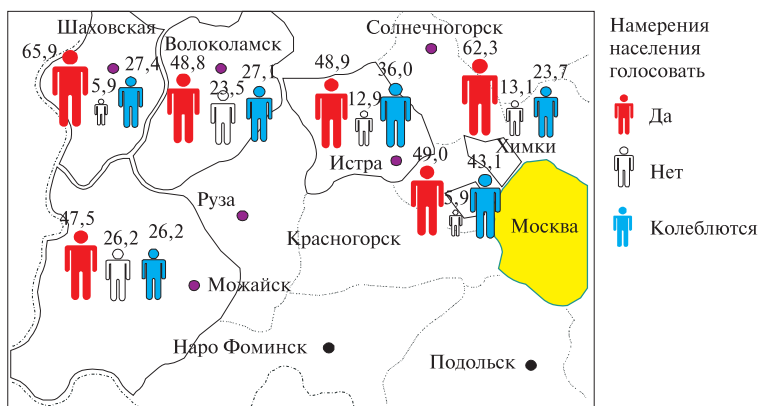 Шаховская
Волоколамск
Солнечногорск
65,9
5,9
27,4
48,8
23,5
27,1
48,9
12,9
36,0
62,3
13,1
23,7
Химки
Истра
49,0
5,9
43,1
Руза
Москва
Красногорск
47,5
26,2
26,2
Можайск
Наро Фоминск
Подольск
Намерения
населения
голосовать
Да
Нет
Колеблются